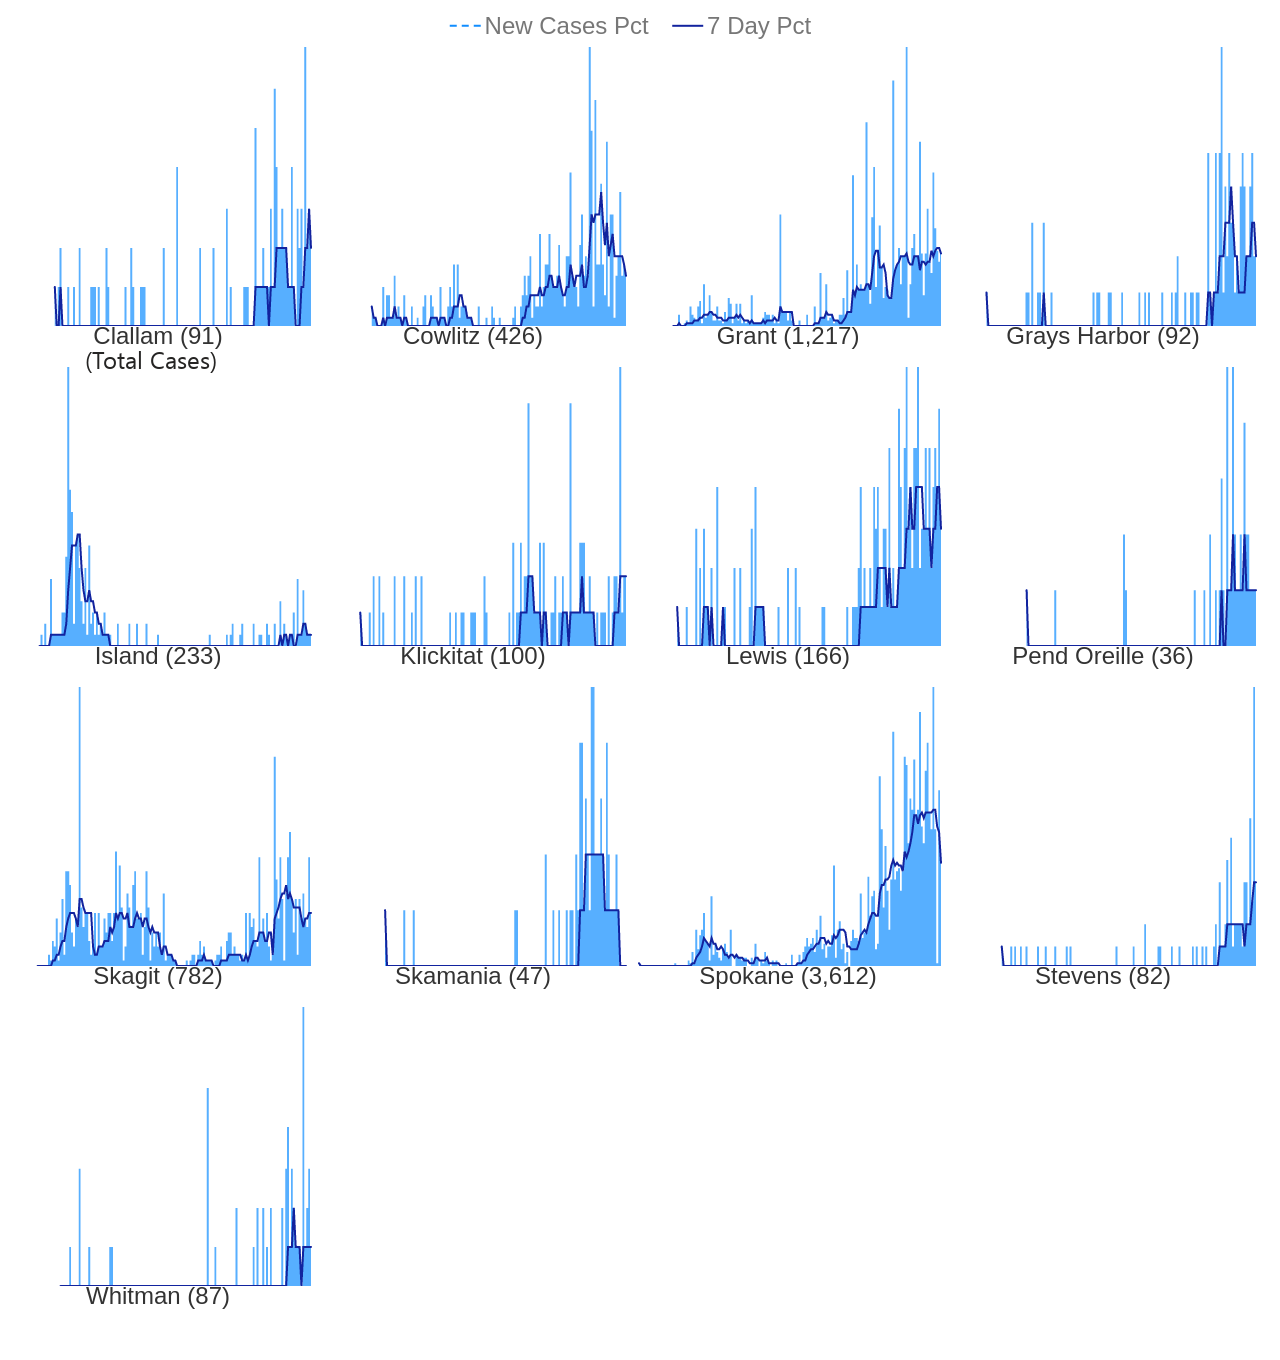 New Cases Pct 7 Day Pct
Clallam (91) Cowlitz (426) Grant (1,217) Grays Harbor (92)
(Total Cases)
Island (233) Klickitat (100) Lewis (166) Pend Oreille (36)
Skagit (782) Skamania (47) Spokane (3,612) Stevens (82)
Whitman (87)